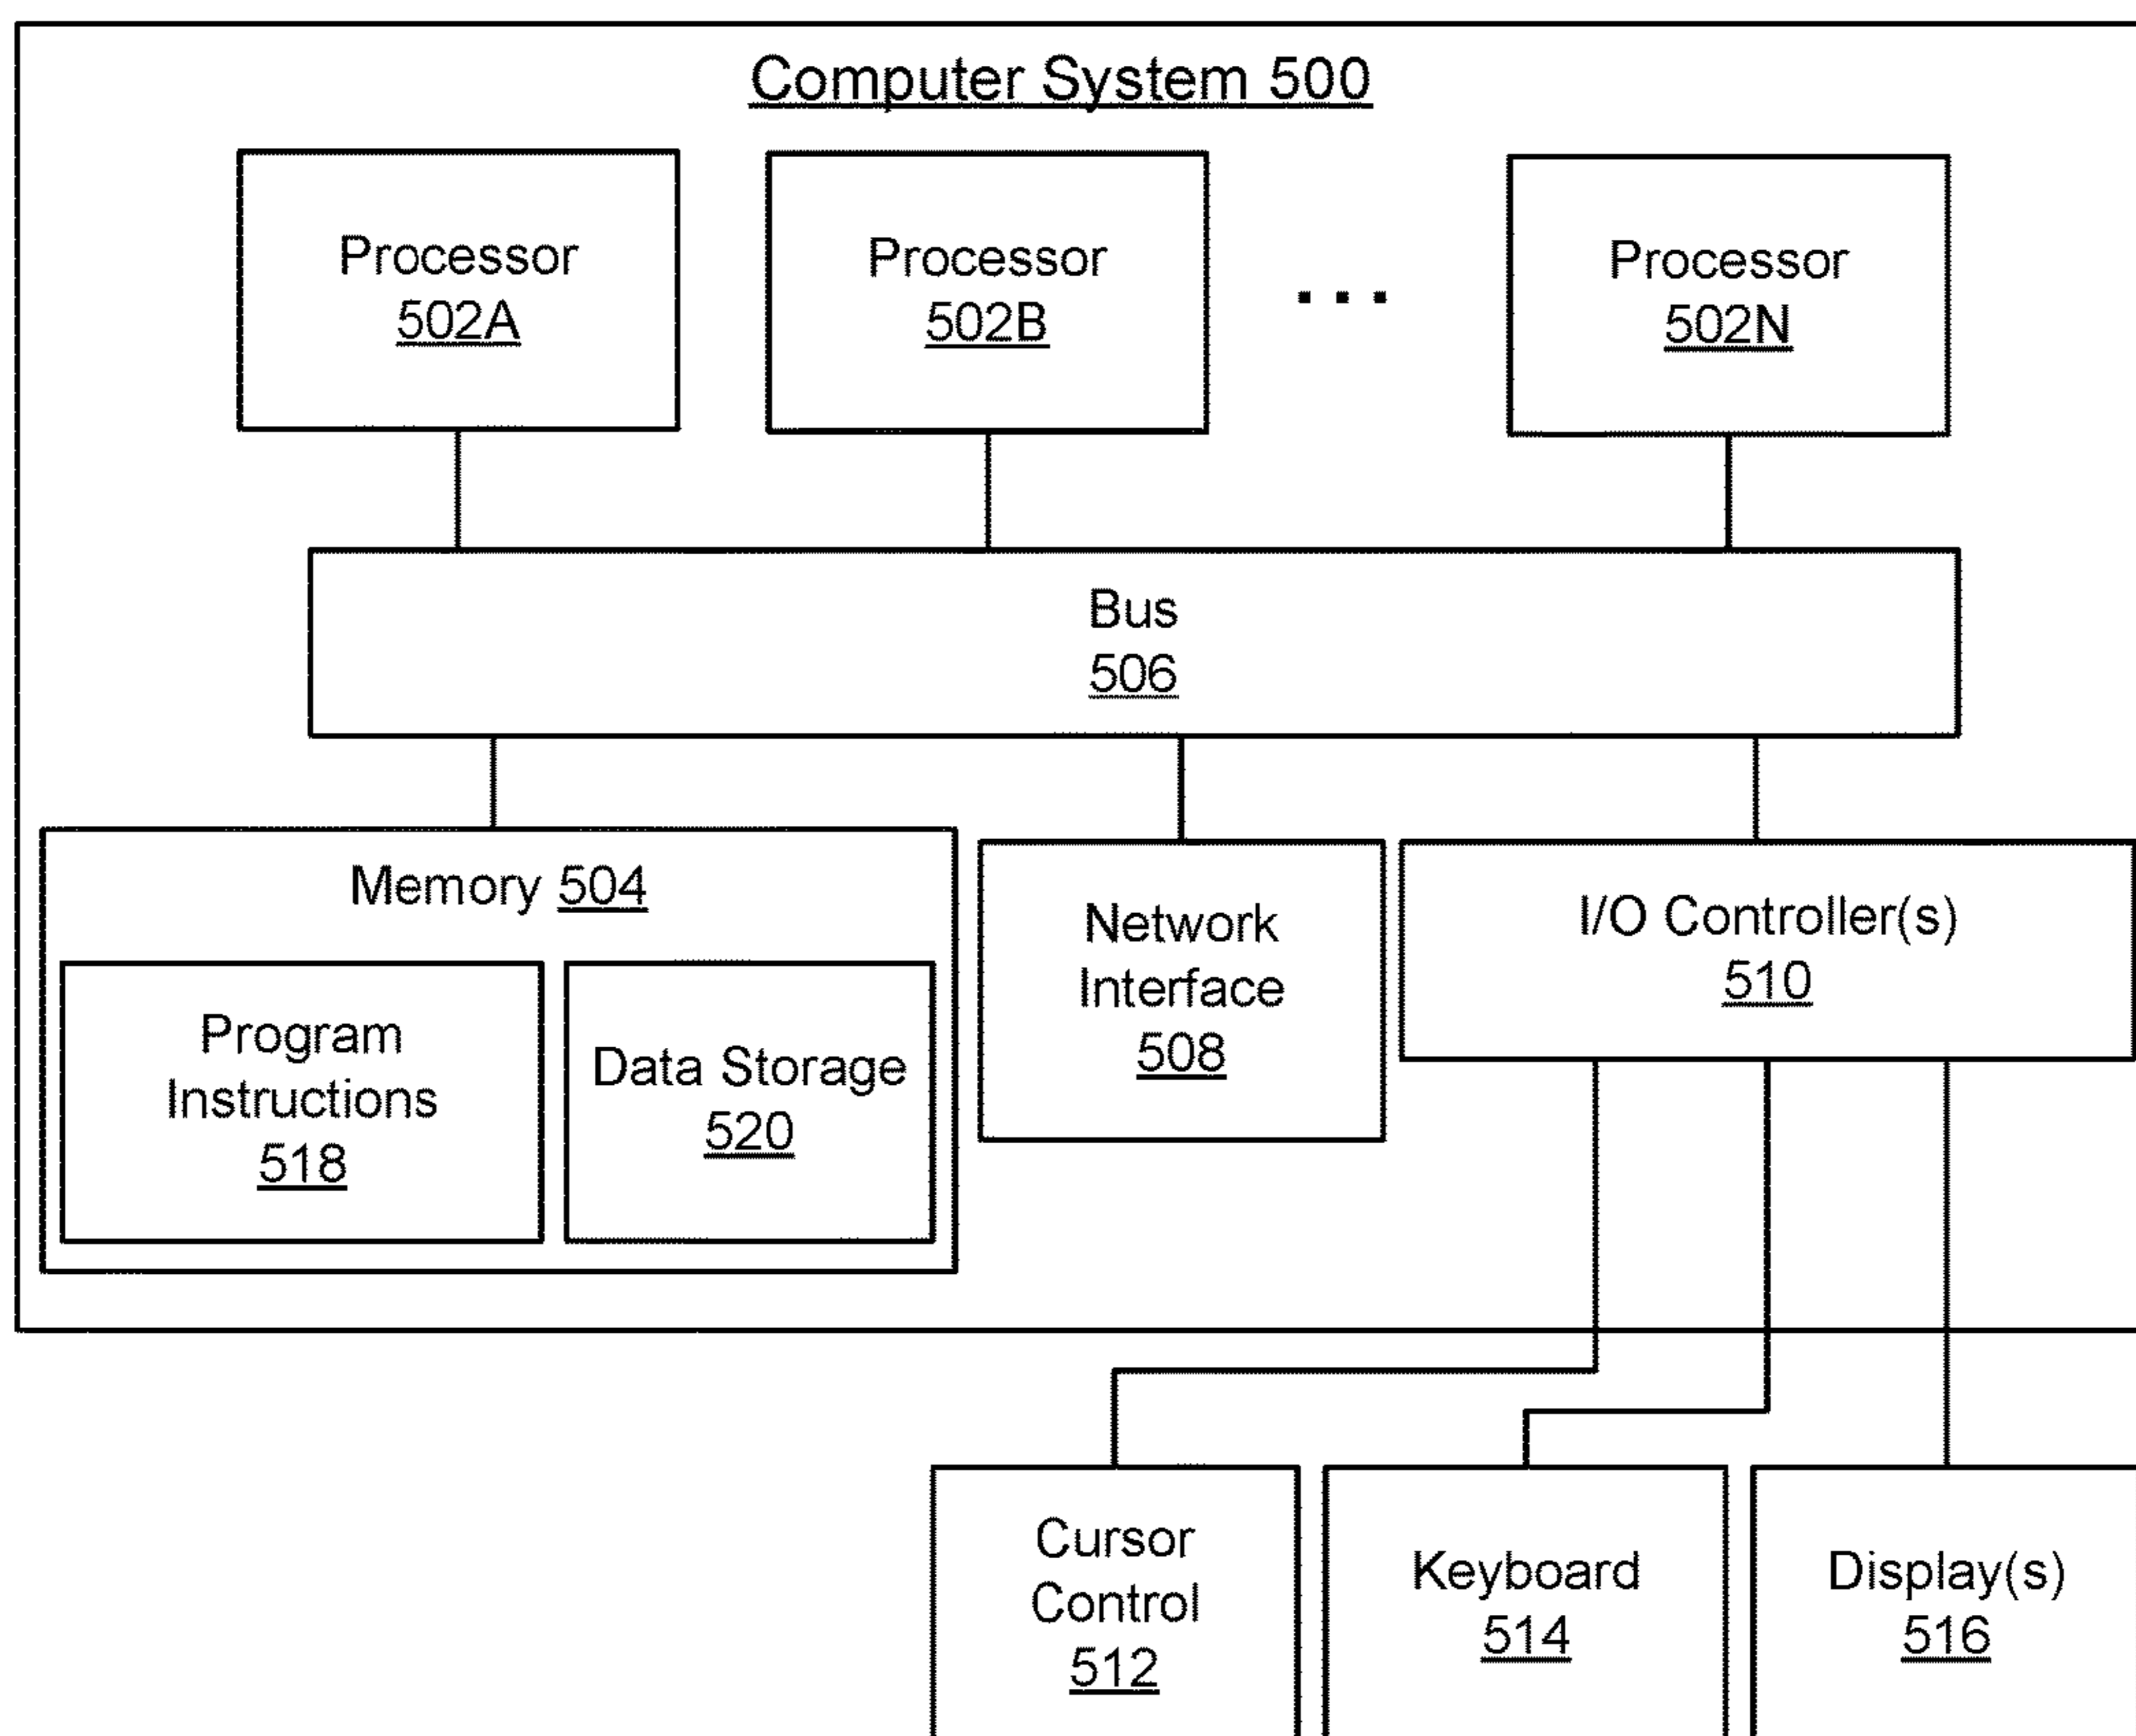 Computer System 500
Processor
502A
Processor
502B
...
Processor
502N
Bus
506
Memory 504
Program
Instructions
518
Data Storage
520
Network
Interface
508
I/O Controller(s)
510
Cursor
Control
512
Keyboard
514
Display(s)
516